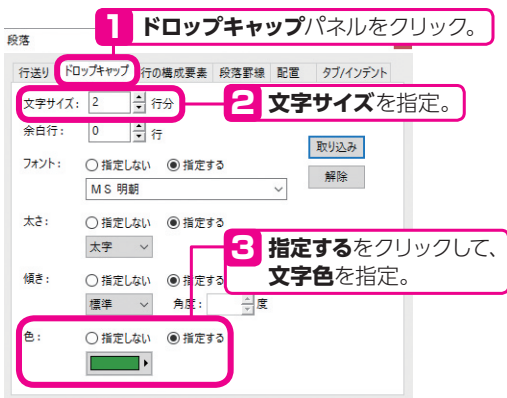 1 ドロップキャップパネルをクリック。
段落
行送り ドロップキャップ 行の構成要素 段落罫線 配置 タブ/インデント
文字サイズ: 2 行分
2 文字サイズを指定。
余白行: 0 行
取り込み
フォント: 指定しない 指定する
解除
MS 明朝
太さ: 指定しない 指定する
太字
3 指定するをクリックして、
文字色を指定。
傾き: 指定しない 指定する
標準 角度: 度
色: 指定しない 指定する